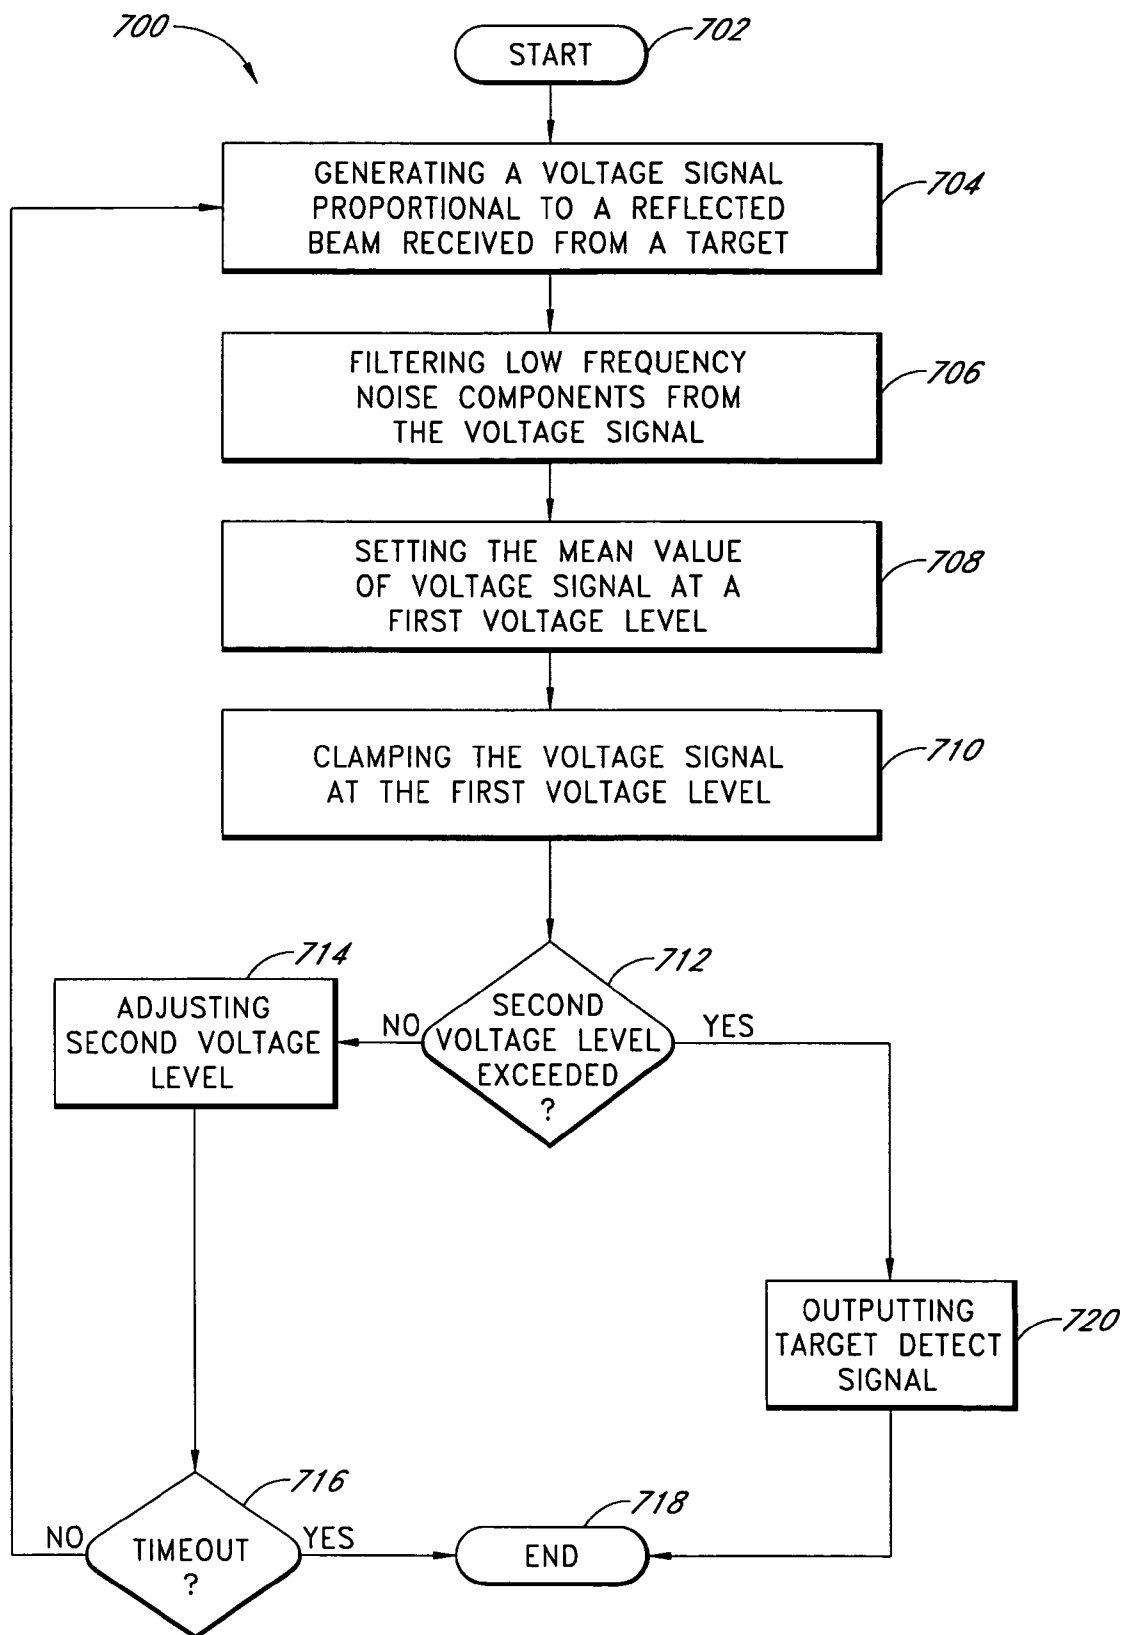 700
START
702
GENERATING A VOLTAGE SIGNAL
PROPORTIONAL TO A REFLECTED
BEAM RECEIVED FROM A TARGET
704
FILTERING LOW FREQUENCY
NOISE COMPONENTS FROM
THE VOLTAGE SIGNAL
706
SETTING THE MEAN VALUE
OF VOLTAGE SIGNAL AT A
FIRST VOLTAGE LEVEL
708
CLAMPING THE VOLTAGE SIGNAL
AT THE FIRST VOLTAGE LEVEL
710
SECOND
VOLTAGE LEVEL
EXCEEDED
?
712
NO
YES
ADJUSTING
SECOND VOLTAGE
LEVEL
714
OUTPUTTING
TARGET DETECT
SIGNAL
720
TIMEOUT
?
716
NO
YES
END
718